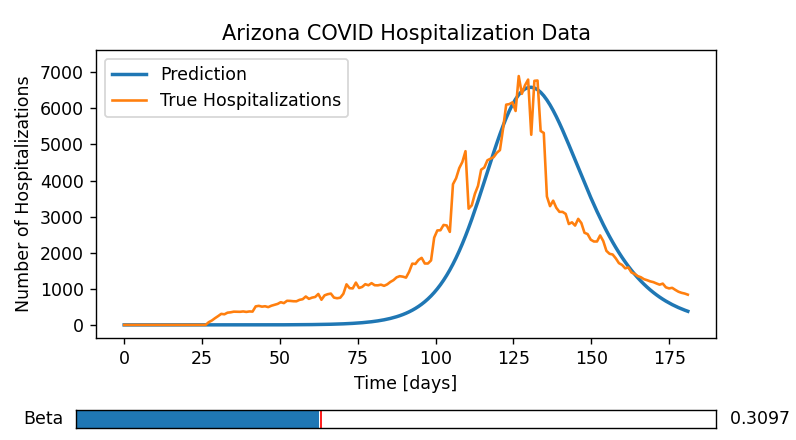 Arizona COVID Hospitalization Data
Number of Hospitalizations
7000
6000
5000
4000
3000
2000
1000
0
Prediction
True Hospitalizations
0 25 50 75 100 125 150 175
Time [days]
Beta 0.3097